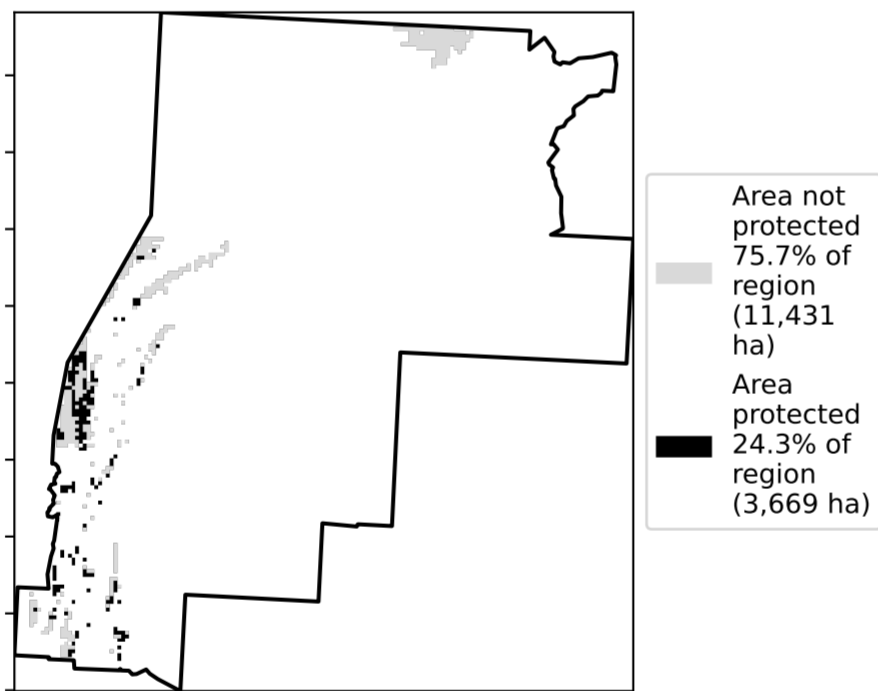 Area not
protected
75.7% of
region
(11,431
ha)
Area
protected
24.3% of
region
(3,669 ha)